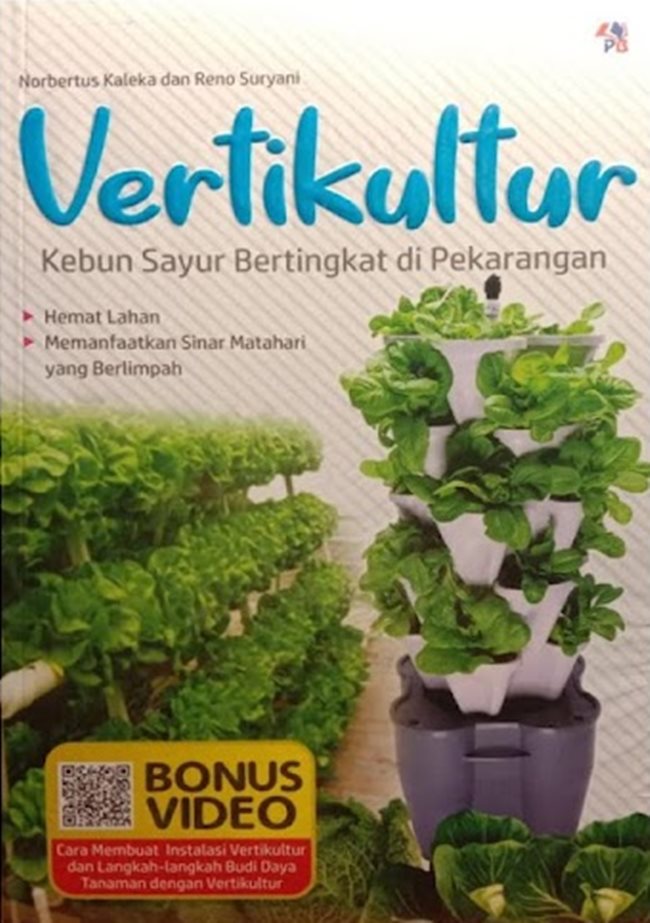 Norbertus Kaleka dan Reno Suryani
PB
Vertikultur
Kebun Sayur Bertingkat di Pekarangan
Hemat Lahan
Memanfaatkan Sinar Matahari
yang Berlimpah
BONUS
VIDEO
Cara Membuat Instalasi Vertikultur
dan Langkah-langkah Budi Daya
Tanaman dengan Vertikultur